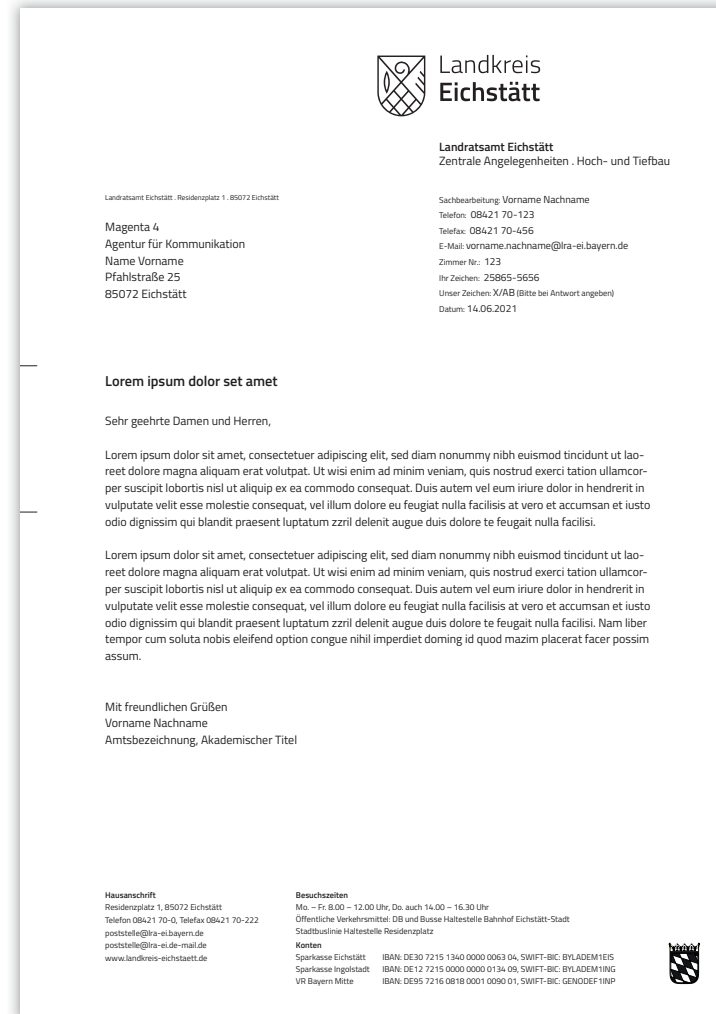 Landkreis
Eichstätt
Landratsamt Eichstätt
Zentrale Angelegenheiten . Hoch- und Tiefbau
Landratsamt Eichstätt . Residenzplatz 1 . 85072 Eichstätt
Magenta 4
Agentur für Kommunikation
Name Vorname
Pfahlstraße 25
85072 Eichstätt
Sachbearbeitung: Vorname Nachname
Telefon: 08421 70-123
Telefax: 08421 70-456
E-Mail: vorname.nachname@lra-ei.bayern.de
Zimmer Nr.: 123
Ihr Zeichen: 25865-5656
Unser Zeichen: X/AB (Bitte bei Antwort angeben)
Datum: 14.06.2021
Lorem ipsum dolor set amet
Sehr geehrte Damen und Herren,
Lorem ipsum dolor sit amet, consectetuer adipiscing elit, sed diam nonummy nibh euismod tincidunt ut lao-
reet dolore magna aliquam erat volutpat. Ut wisi enim ad minim veniam, quis nostrud exerci tation ullamcor-
per suscipit lobortis nisl ut aliquip ex ea commodo consequat. Duis autem vel eum iriure dolor in hendrerit in
vulputate velit esse molestie consequat, vel illum dolore eu feugiat nulla facilisis at vero et accumsan et iusto
odio dignissim qui blandit praesent luptatum zzril delenit augue duis dolore te feugait nulla facilisi.
Lorem ipsum dolor sit amet, consectetuer adipiscing elit, sed diam nonummy nibh euismod tincidunt ut lao-
reet dolore magna aliquam erat volutpat. Ut wisi enim ad minim veniam, quis nostrud exerci tation ullamcor-
per suscipit lobortis nisl ut aliquip ex ea commodo consequat. Duis autem vel eum iriure dolor in hendrerit in
vulputate velit esse molestie consequat, vel illum dolore eu feugiat nulla facilisis at vero et accumsan et iusto
odio dignissim qui blandit praesent luptatum zzril delenit augue duis dolore te feugait nulla facilisi. Nam liber
tempor cum soluta nobis eleifend option congue nihil imperdiet doming id quod mazim placerat facer possim
assum.
Mit freundlichen Grüßen
Vorname Nachname
Amtsbezeichnung, Akademischer Titel
Hausanschrift
Residenzplatz 1, 85072 Eichstätt
Telefon 08421 70-0, Telefax 08421 70-222
poststelle@lra-ei.bayern.de
poststelle@lra-ei.de-mail.de
www.landkreis-eichstaett.de
Besuchszeiten
Mo. – Fr. 8.00 – 12.00 Uhr, Do. auch 14.00 – 16.30 Uhr
Öffentliche Verkehrsmittel: DB und Busse Haltestelle Bahnhof Eichstätt-Stadt
Stadtbuslinie Haltestelle Residenzplatz
Konten
Sparkasse Eichstätt IBAN: DE30 7215 1340 0000 0063 04, SWIFT-BIC: BYLADEM1EIS
Sparkasse Ingolstadt IBAN: DE12 7215 0000 0000 0134 09, SWIFT-BIC: BYLADEM1ING
VR Bayern Mitte IBAN: DE95 7216 0818 0001 0090 01, SWIFT-BIC: GENODEF1INP